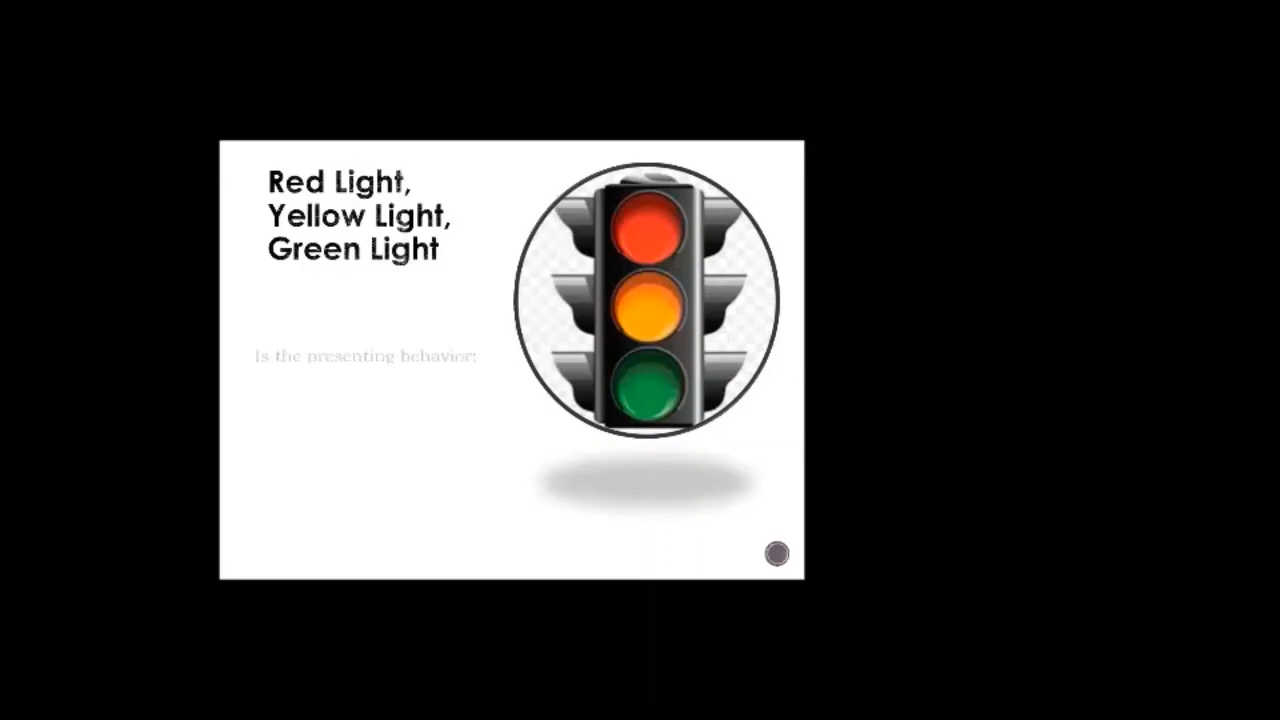 Red Light,
Yellow Light,
Green Light
Is the presenting behavior: